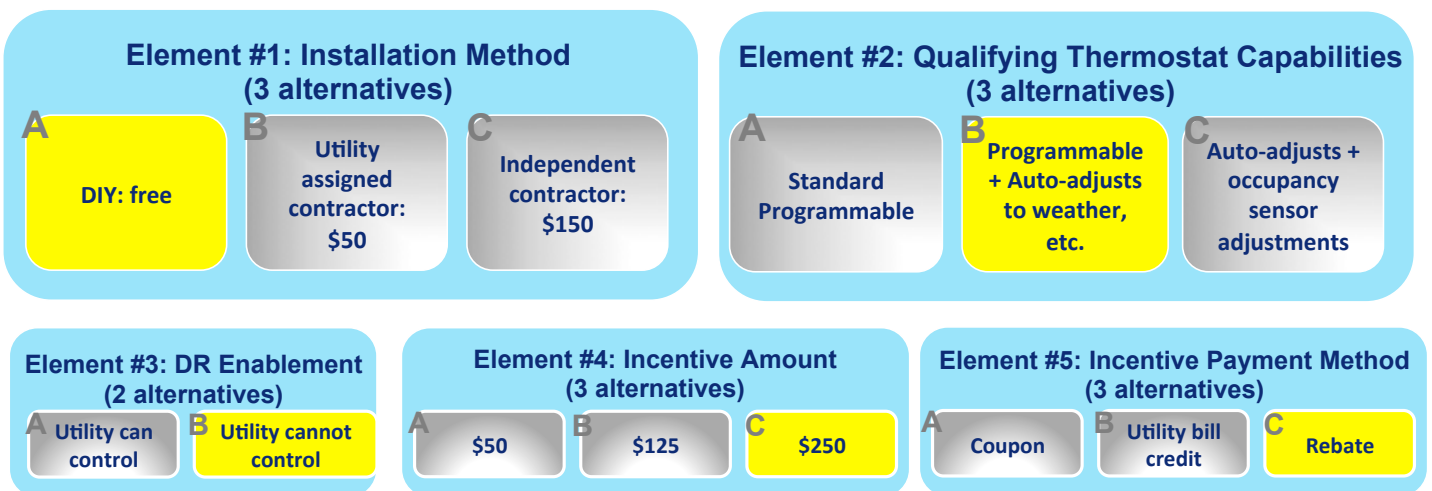 Element #1: Installation Method
(3 alternatives)
A
DIY: free
B
Utility
assigned
contractor:
$50
C
Independent
contractor:
$150
Element #2: Qualifying Thermostat Capabilities
(3 alternatives)
A
Standard
Programmable
B
Programmable
+ Auto-adjusts
to weather,
etc.
C
Auto-adjusts +
occupancy
sensor
adjustments
Element #3: DR Enablement
(2 alternatives)
A
Utility can
control
B
Utility cannot
control
Element #4: Incentive Amount
(3 alternatives)
A
$50
B
$125
C
$250
Element #5: Incentive Payment Method
(3 alternatives)
A
Coupon
B
Utility bill
credit
C
Rebate